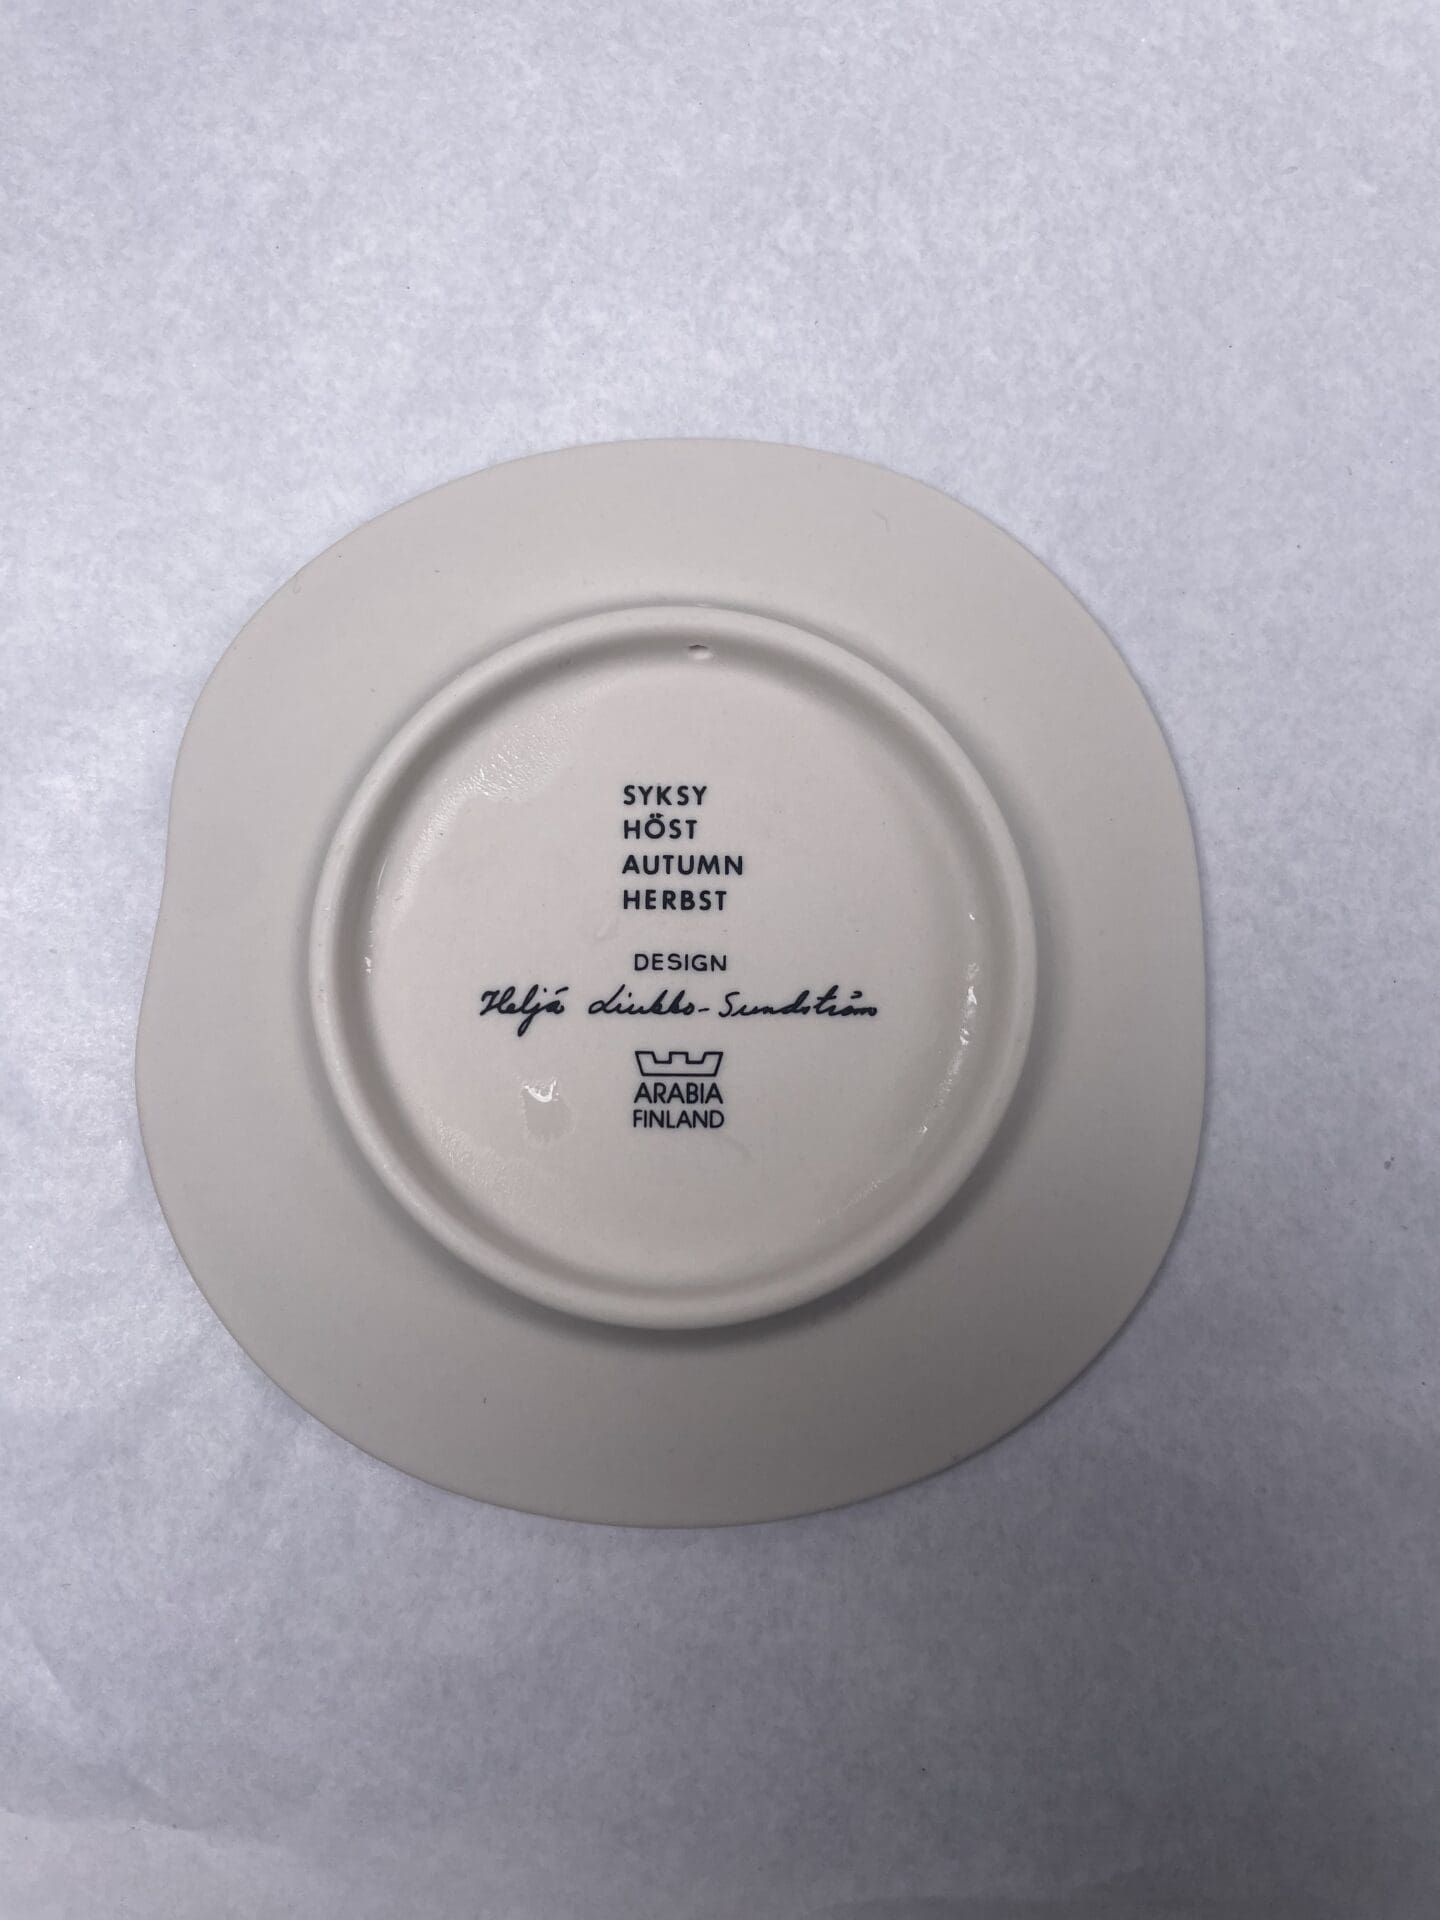 SYKSY
HÖST
AUTUMN
HERBST
DESIGN
Heljä Liukko-Sundström
ARABIA
FINLAND